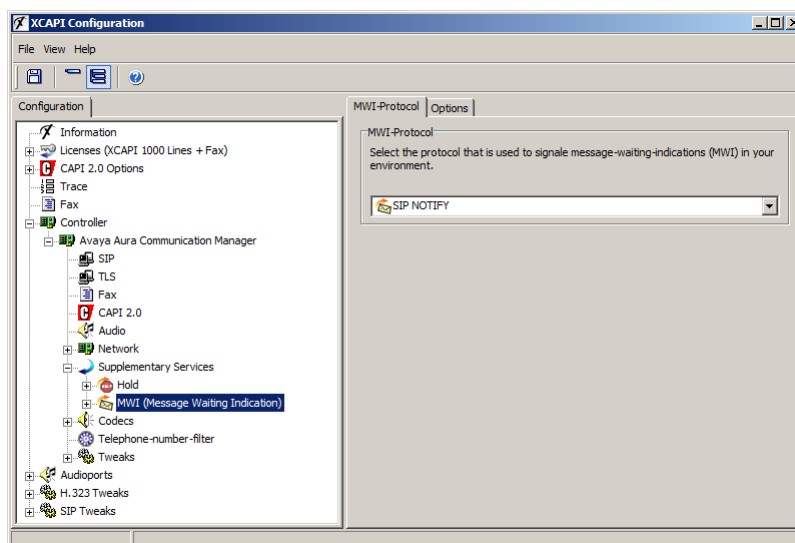 XCAPI Configuration
File View Help
Configuration
Information
Licenses (XCAPI 1000 Lines + Fax)
CAPI 2.0 Options
Trace
Fax
Controller
Avaya Aura Communication Manager
SIP
TLS
Fax
CAPI 2.0
Audio
Network
Supplementary Services
Hold
MWI (Message Waiting Indication)
Codecs
Telephone-number-filter
Tweaks
Audioports
H.323 Tweaks
SIP Tweaks
MWI-Protocol Options
MWI-Protocol
Select the protocol that is used to signale message-waiting-indications (MWI) in your
environment.
SIP NOTIFY